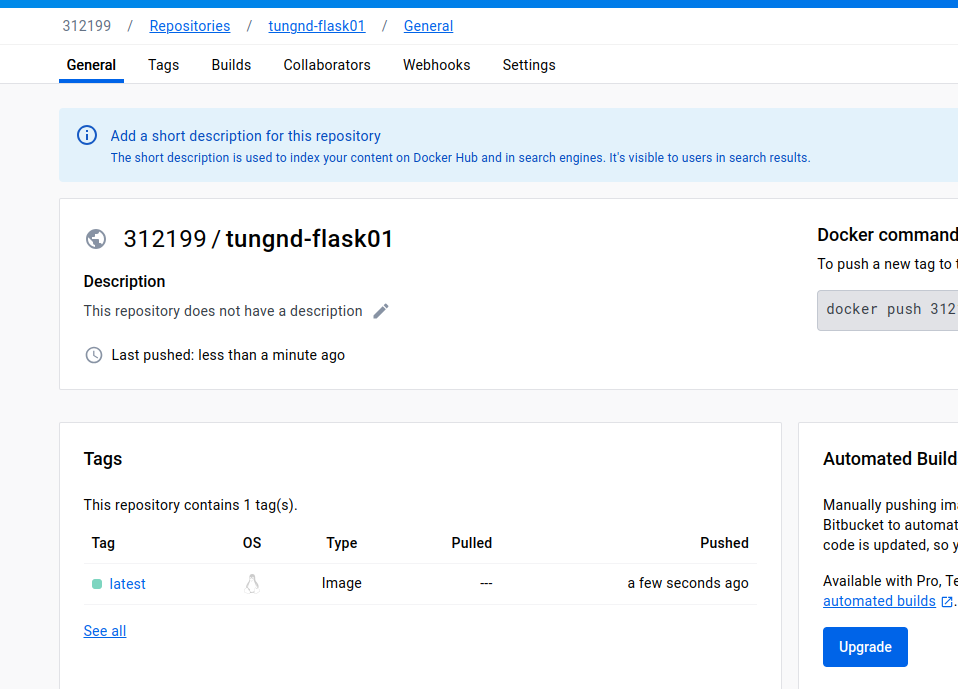 312199 / Repositories / tungnd-flask01 / General
General Tags Builds Collaborators Webhooks Settings
Add a short description for this repository
The short description is used to index your content on Docker Hub and in search engines. It's visible to users in search results.
312199 / tungnd-flask01
Description
This repository does not have a description
Last pushed: less than a minute ago
Docker command
To push a new tag to
docker push 312
Tags
This repository contains 1 tag(s).
Tag OS Type Pulled Pushed
latest Image --- a few seconds ago
See all
Automated Build
Manually pushing
Bitbucket to
code is updated, so
Available with Pro,
automated builds .
Upgrade